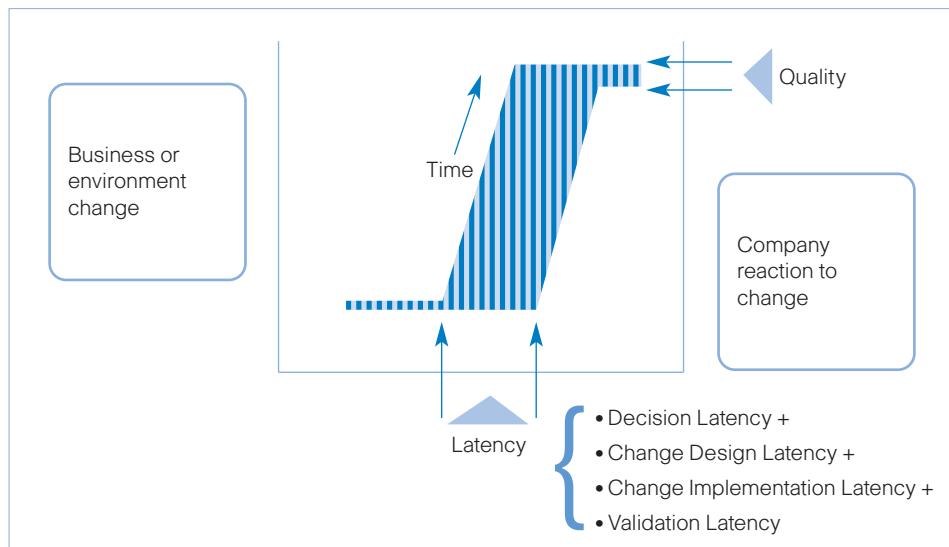 Quality
Business or
environment
change
Time
Company
reaction to
change
Latency
• Decision Latency +
• Change Design Latency +
• Change Implementation Latency +
• Validation Latency